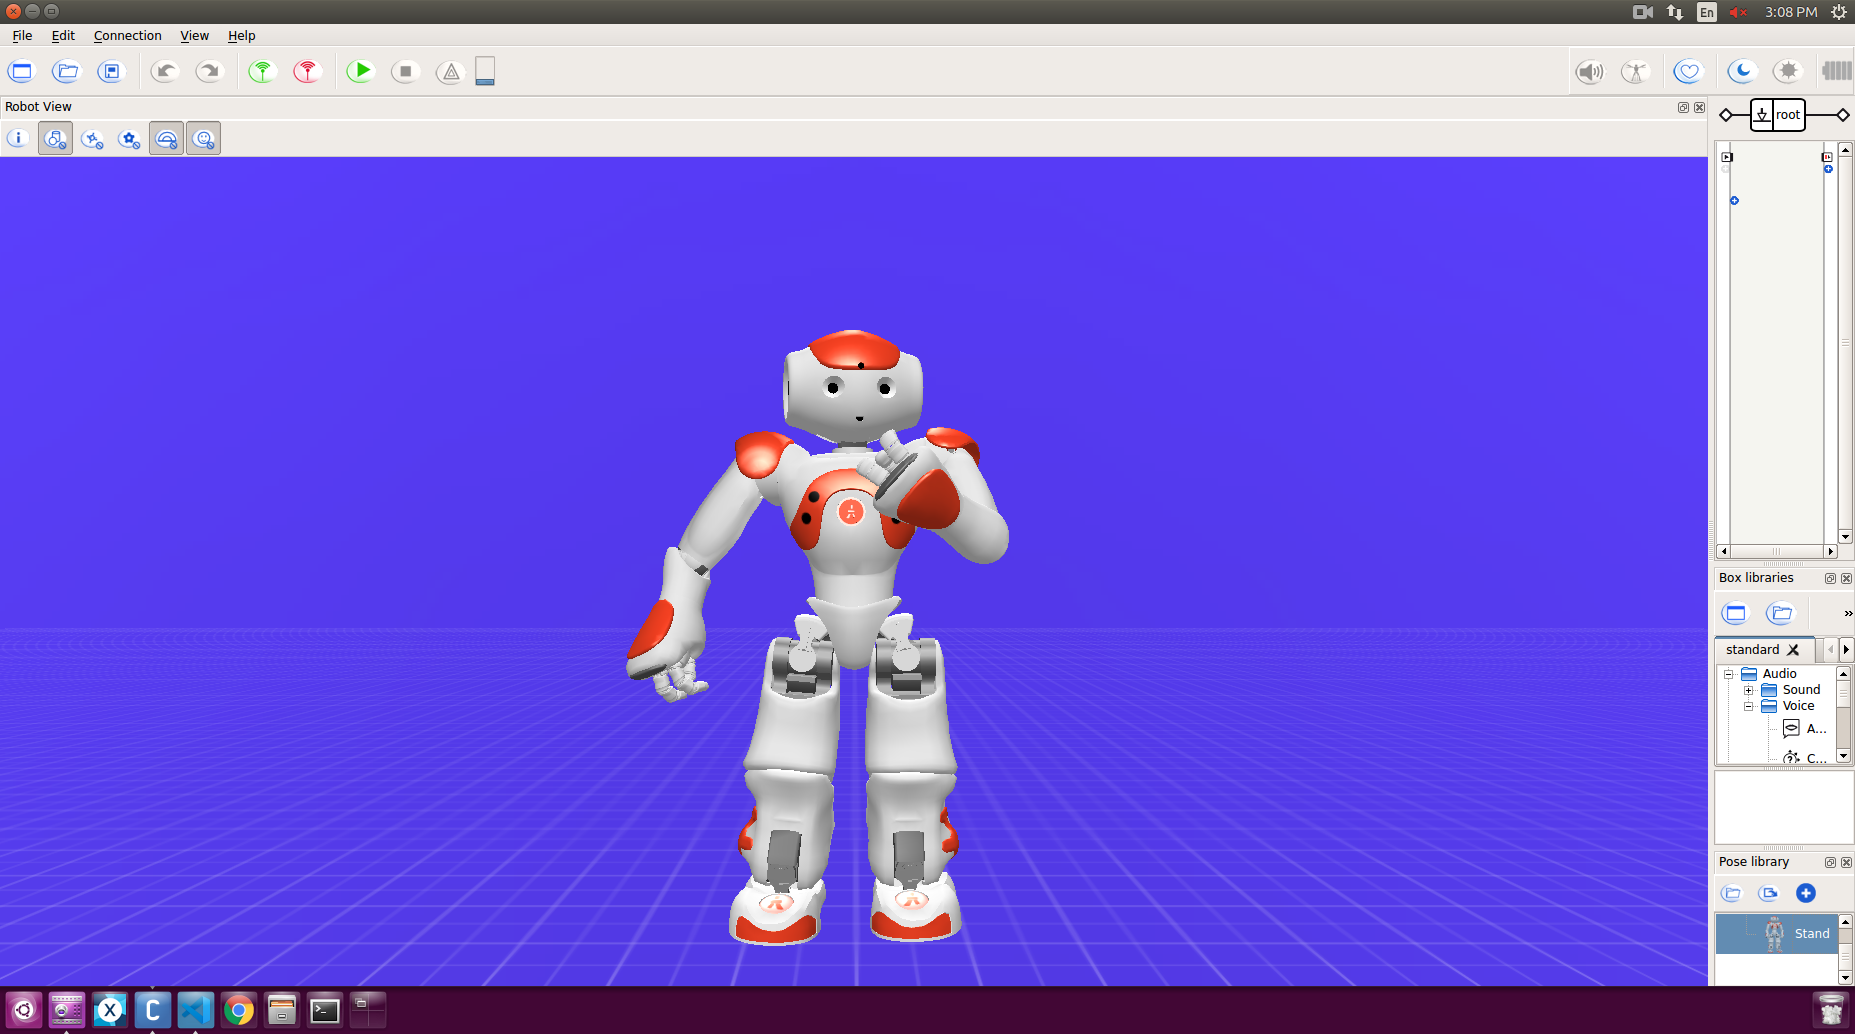 En
3:08 PM
File Edit Connection View Help
Robot View
i
root
Box libraries
»
standard
Audio
Sound
Voice
A...
C...
Pose library
Stand
X
C
>_